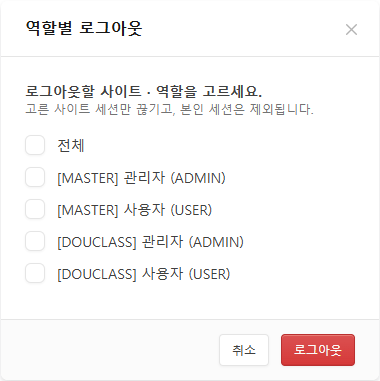 역할별 로그아웃
로그아웃할 사이트 · 역할을 고르세요.
고른 사이트 세션만 끊기고, 본인 세션은 제외됩니다.
전체
[MASTER] 관리자 (ADMIN)
[MASTER] 사용자 (USER)
[DOUCLASS] 관리자 (ADMIN)
[DOUCLASS] 사용자 (USER)
취소
로그아웃